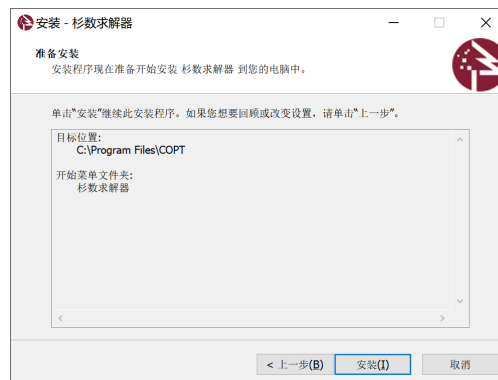 安装 - 杉数求解器
准备安装
安装程序现在准备开始安装 杉数求解器 到您的电脑中。
单击“安装”继续此安装程序。如果您想要回顾或改变设置，请单击“上一步”。
目标位置:
C:\Program Files\COPT
开始菜单文件夹:
杉数求解器
< 上一步(B)
安装(I)
取消